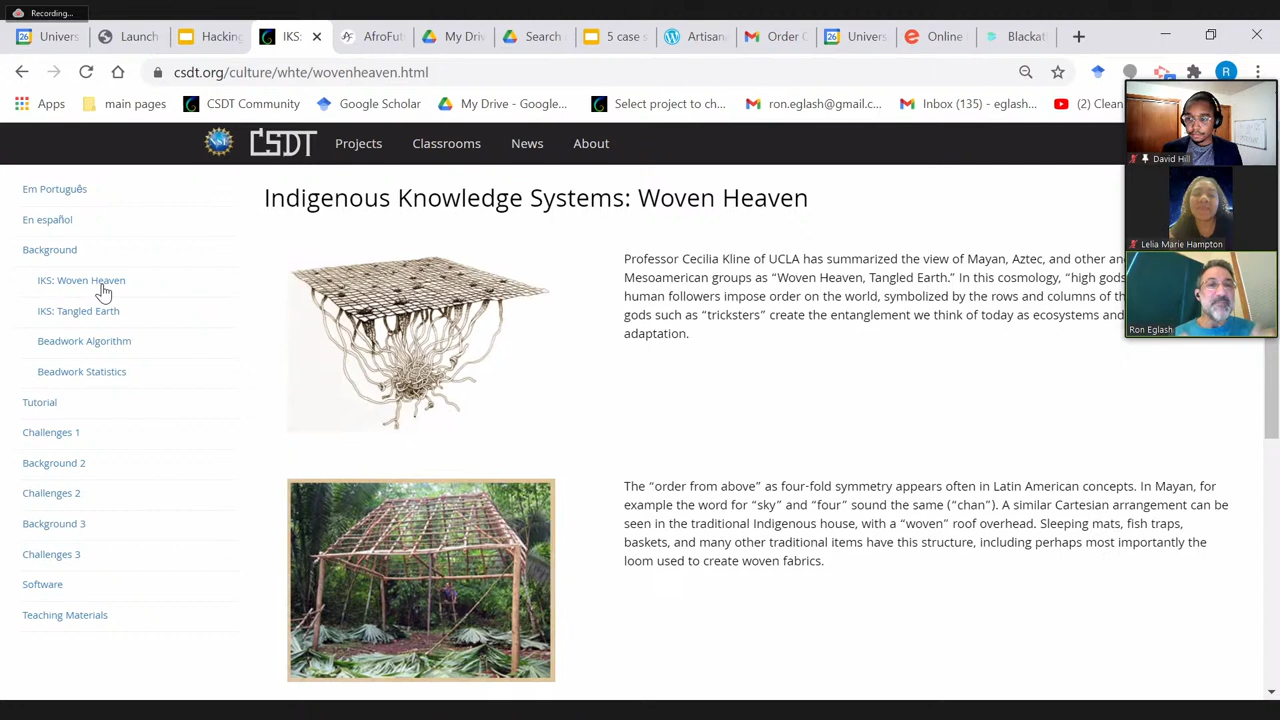 Recording...
Univers
Launch
Hacking
IKS:
AfroFut
My Driv
Search
5 case s
Artisana
Order C
Univers
Online
Blackat
csdt.org/culture/whte/wovenheaven.html
Apps
main pages
CSDT Community
Google Scholar
My Drive - Google...
Select project to ch...
ron.eglash@gmail.c...
Inbox (135) - eglash...
(2) Clean
CSDT
Projects
Classrooms
News
About
David Hill
Lelia Marie Hampton
Ron Eglash
Em Português
En español
Background
IKS: Woven Heaven
IKS: Tangled Earth
Beadwork Algorithm
Beadwork Statistics
Tutorial
Challenges 1
Background 2
Challenges 2
Background 3
Challenges 3
Software
Teaching Materials
Indigenous Knowledge Systems: Woven Heaven
Professor Cecilia Kline of UCLA has summarized the view of Mayan, Aztec, and other an
Mesoamerican groups as “Woven Heaven, Tangled Earth.” In this cosmology, “high gods
human followers impose order on the world, symbolized by the rows and columns of th
gods such as “tricksters” create the entanglement we think of today as ecosystems and
adaptation.
The “order from above” as four-fold symmetry appears often in Latin American concepts. In Mayan, for
example the word for “sky” and “four” sound the same (“chan”). A similar Cartesian arrangement can be
seen in the traditional Indigenous house, with a “woven” roof overhead. Sleeping mats, fish traps,
baskets, and many other traditional items have this structure, including perhaps most importantly the
loom used to create woven fabrics.